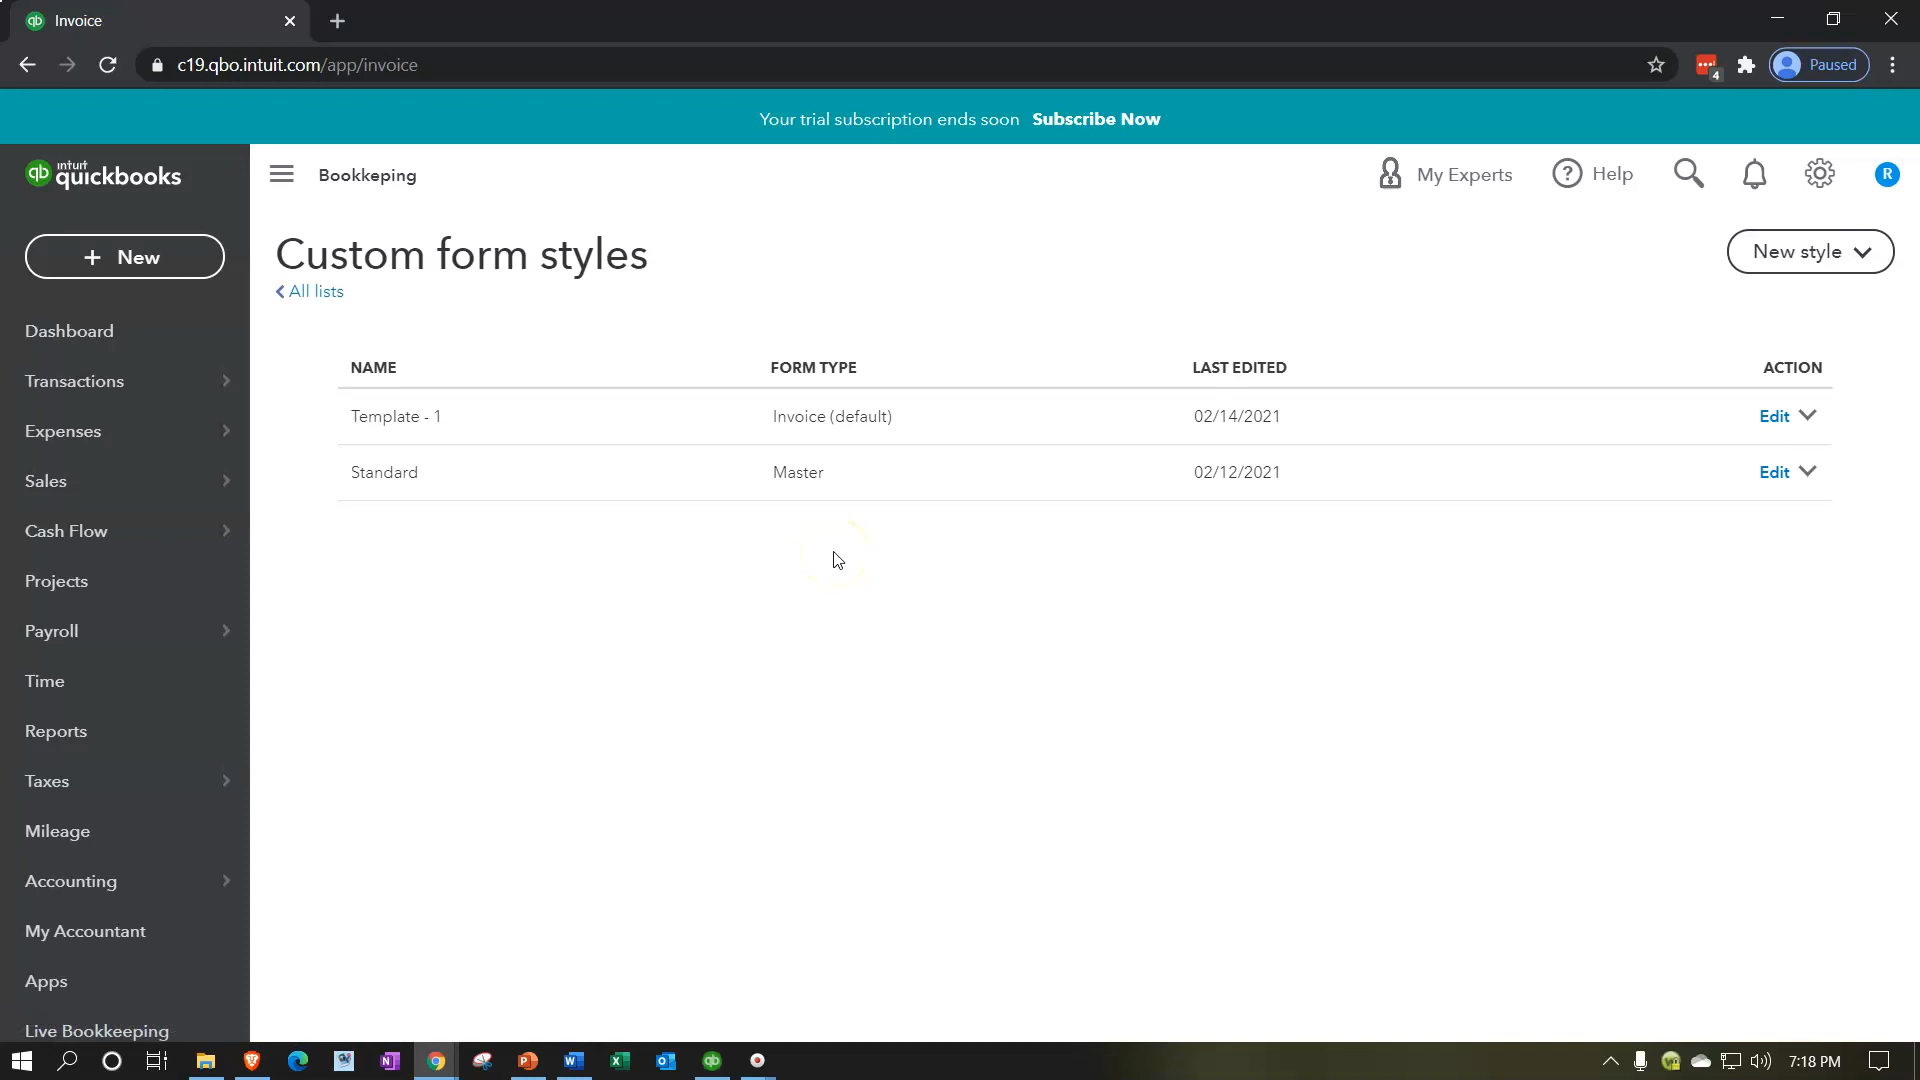 Invoice
c19.qbo.intuit.com/app/invoice
4
Paused
Your trial subscription ends soon Subscribe Now
qb intuit quickbooks
Bookkeping
My Experts
? Help
R
+ New
Custom form styles
New style
All lists
Dashboard
Transactions
Expenses
Sales
Cash Flow
Projects
Payroll
Time
Reports
Taxes
Mileage
Accounting
My Accountant
Apps
Live Bookkeeping
NAME FORM TYPE LAST EDITED ACTION
Template - 1 Invoice (default) 02/14/2021 Edit
Standard Master 02/12/2021 Edit
7:18 PM